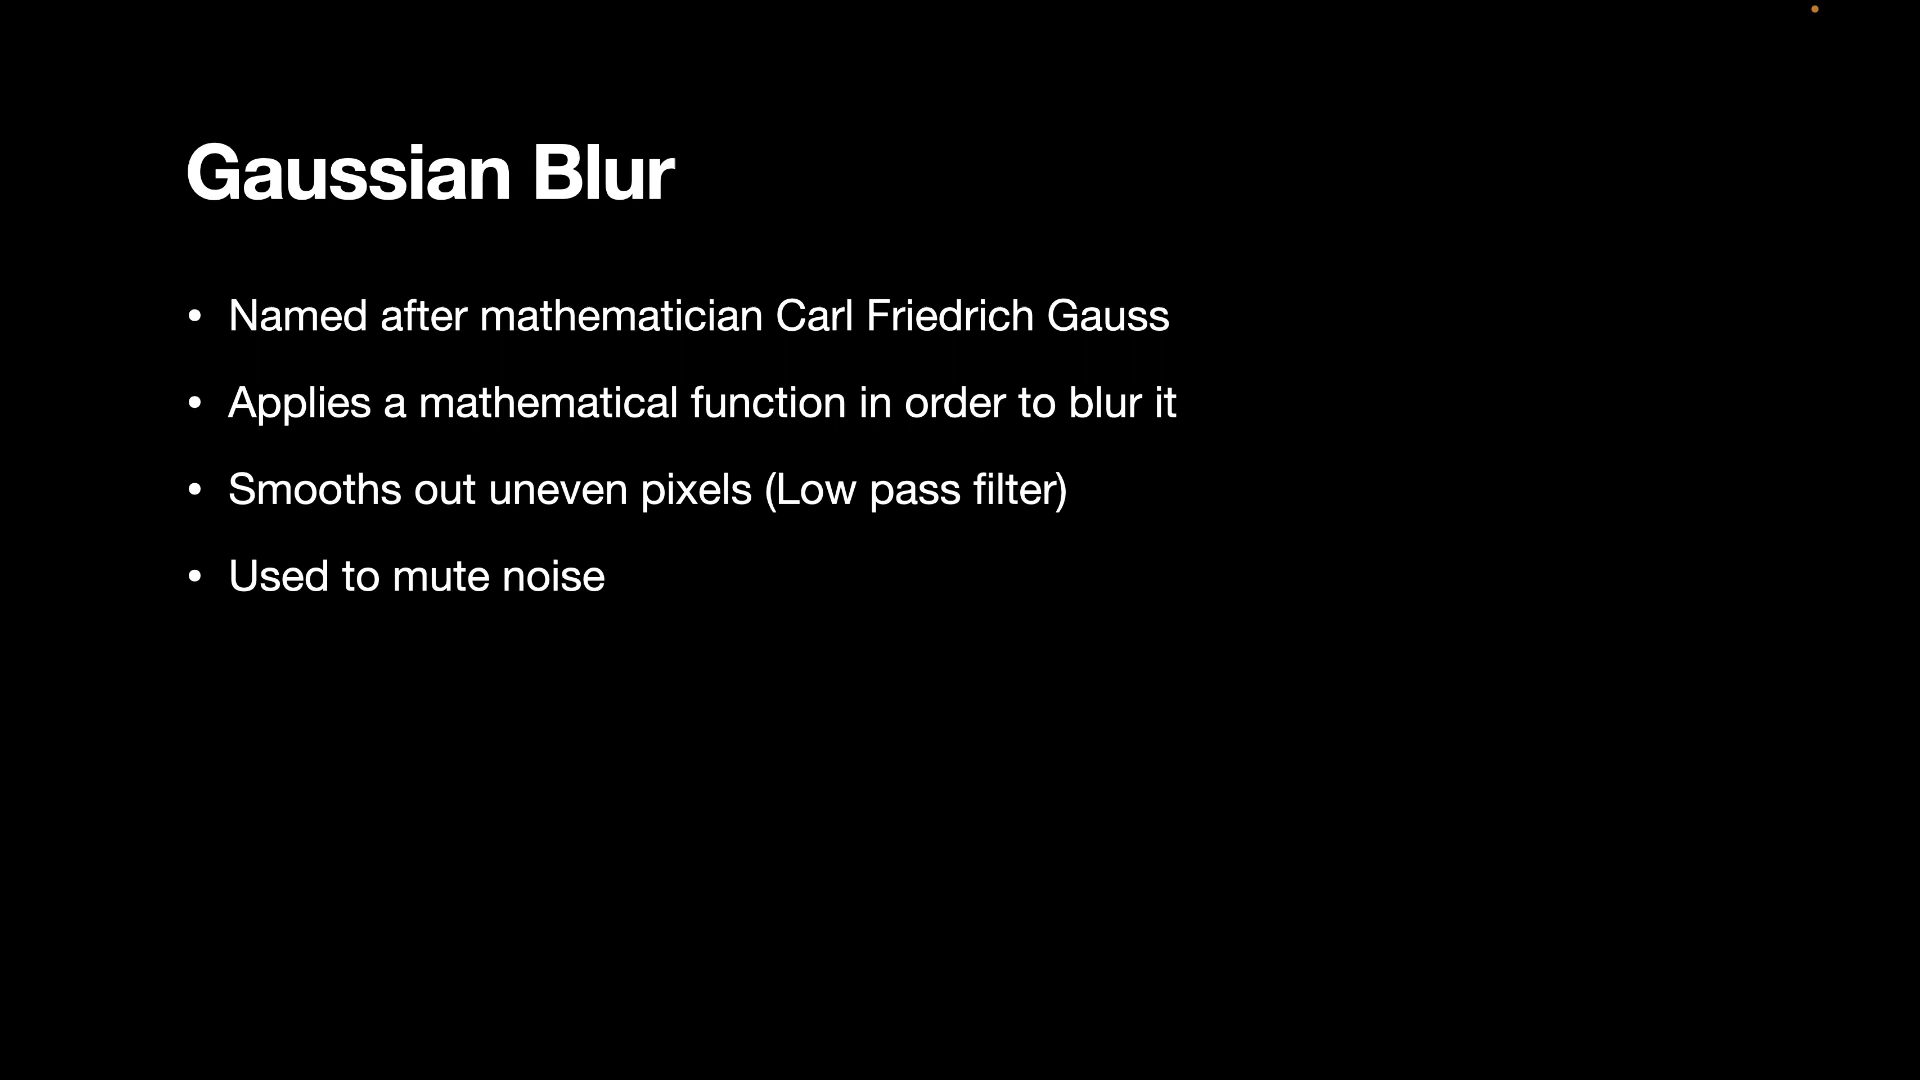 Gaussian Blur
• Named after mathematician Carl Friedrich Gauss
• Applies a mathematical function in order to blur it
• Smooths out uneven pixels (Low pass filter)
• Used to mute noise